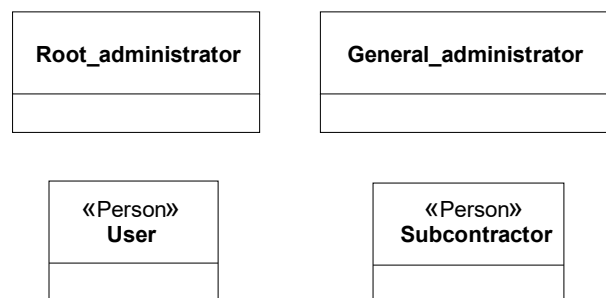 Root_administrator
General_administrator
«Person»
User
«Person»
Subcontractor